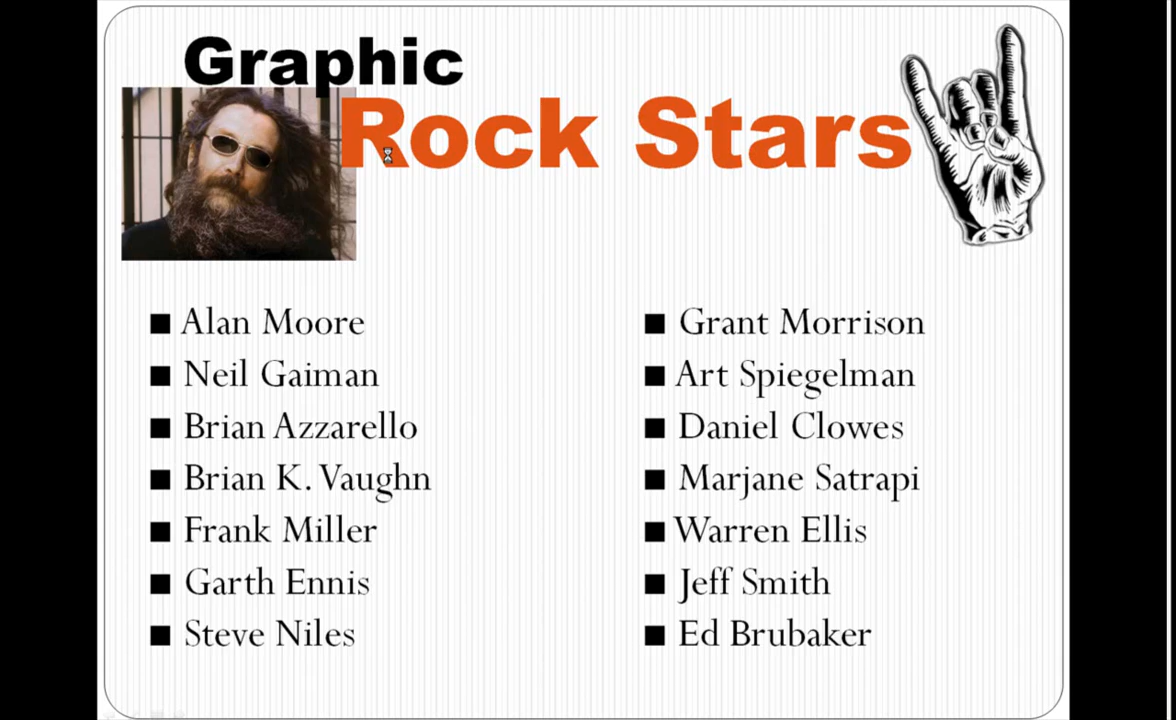 Graphic
Rock Stars
Alan Moore
Neil Gaiman
Brian Azzarello
Brian K. Vaughn
Frank Miller
Garth Ennis
Steve Niles
Grant Morrison
Art Spiegelman
Daniel Clowes
Marjane Satrapi
Warren Ellis
Jeff Smith
Ed Brubaker